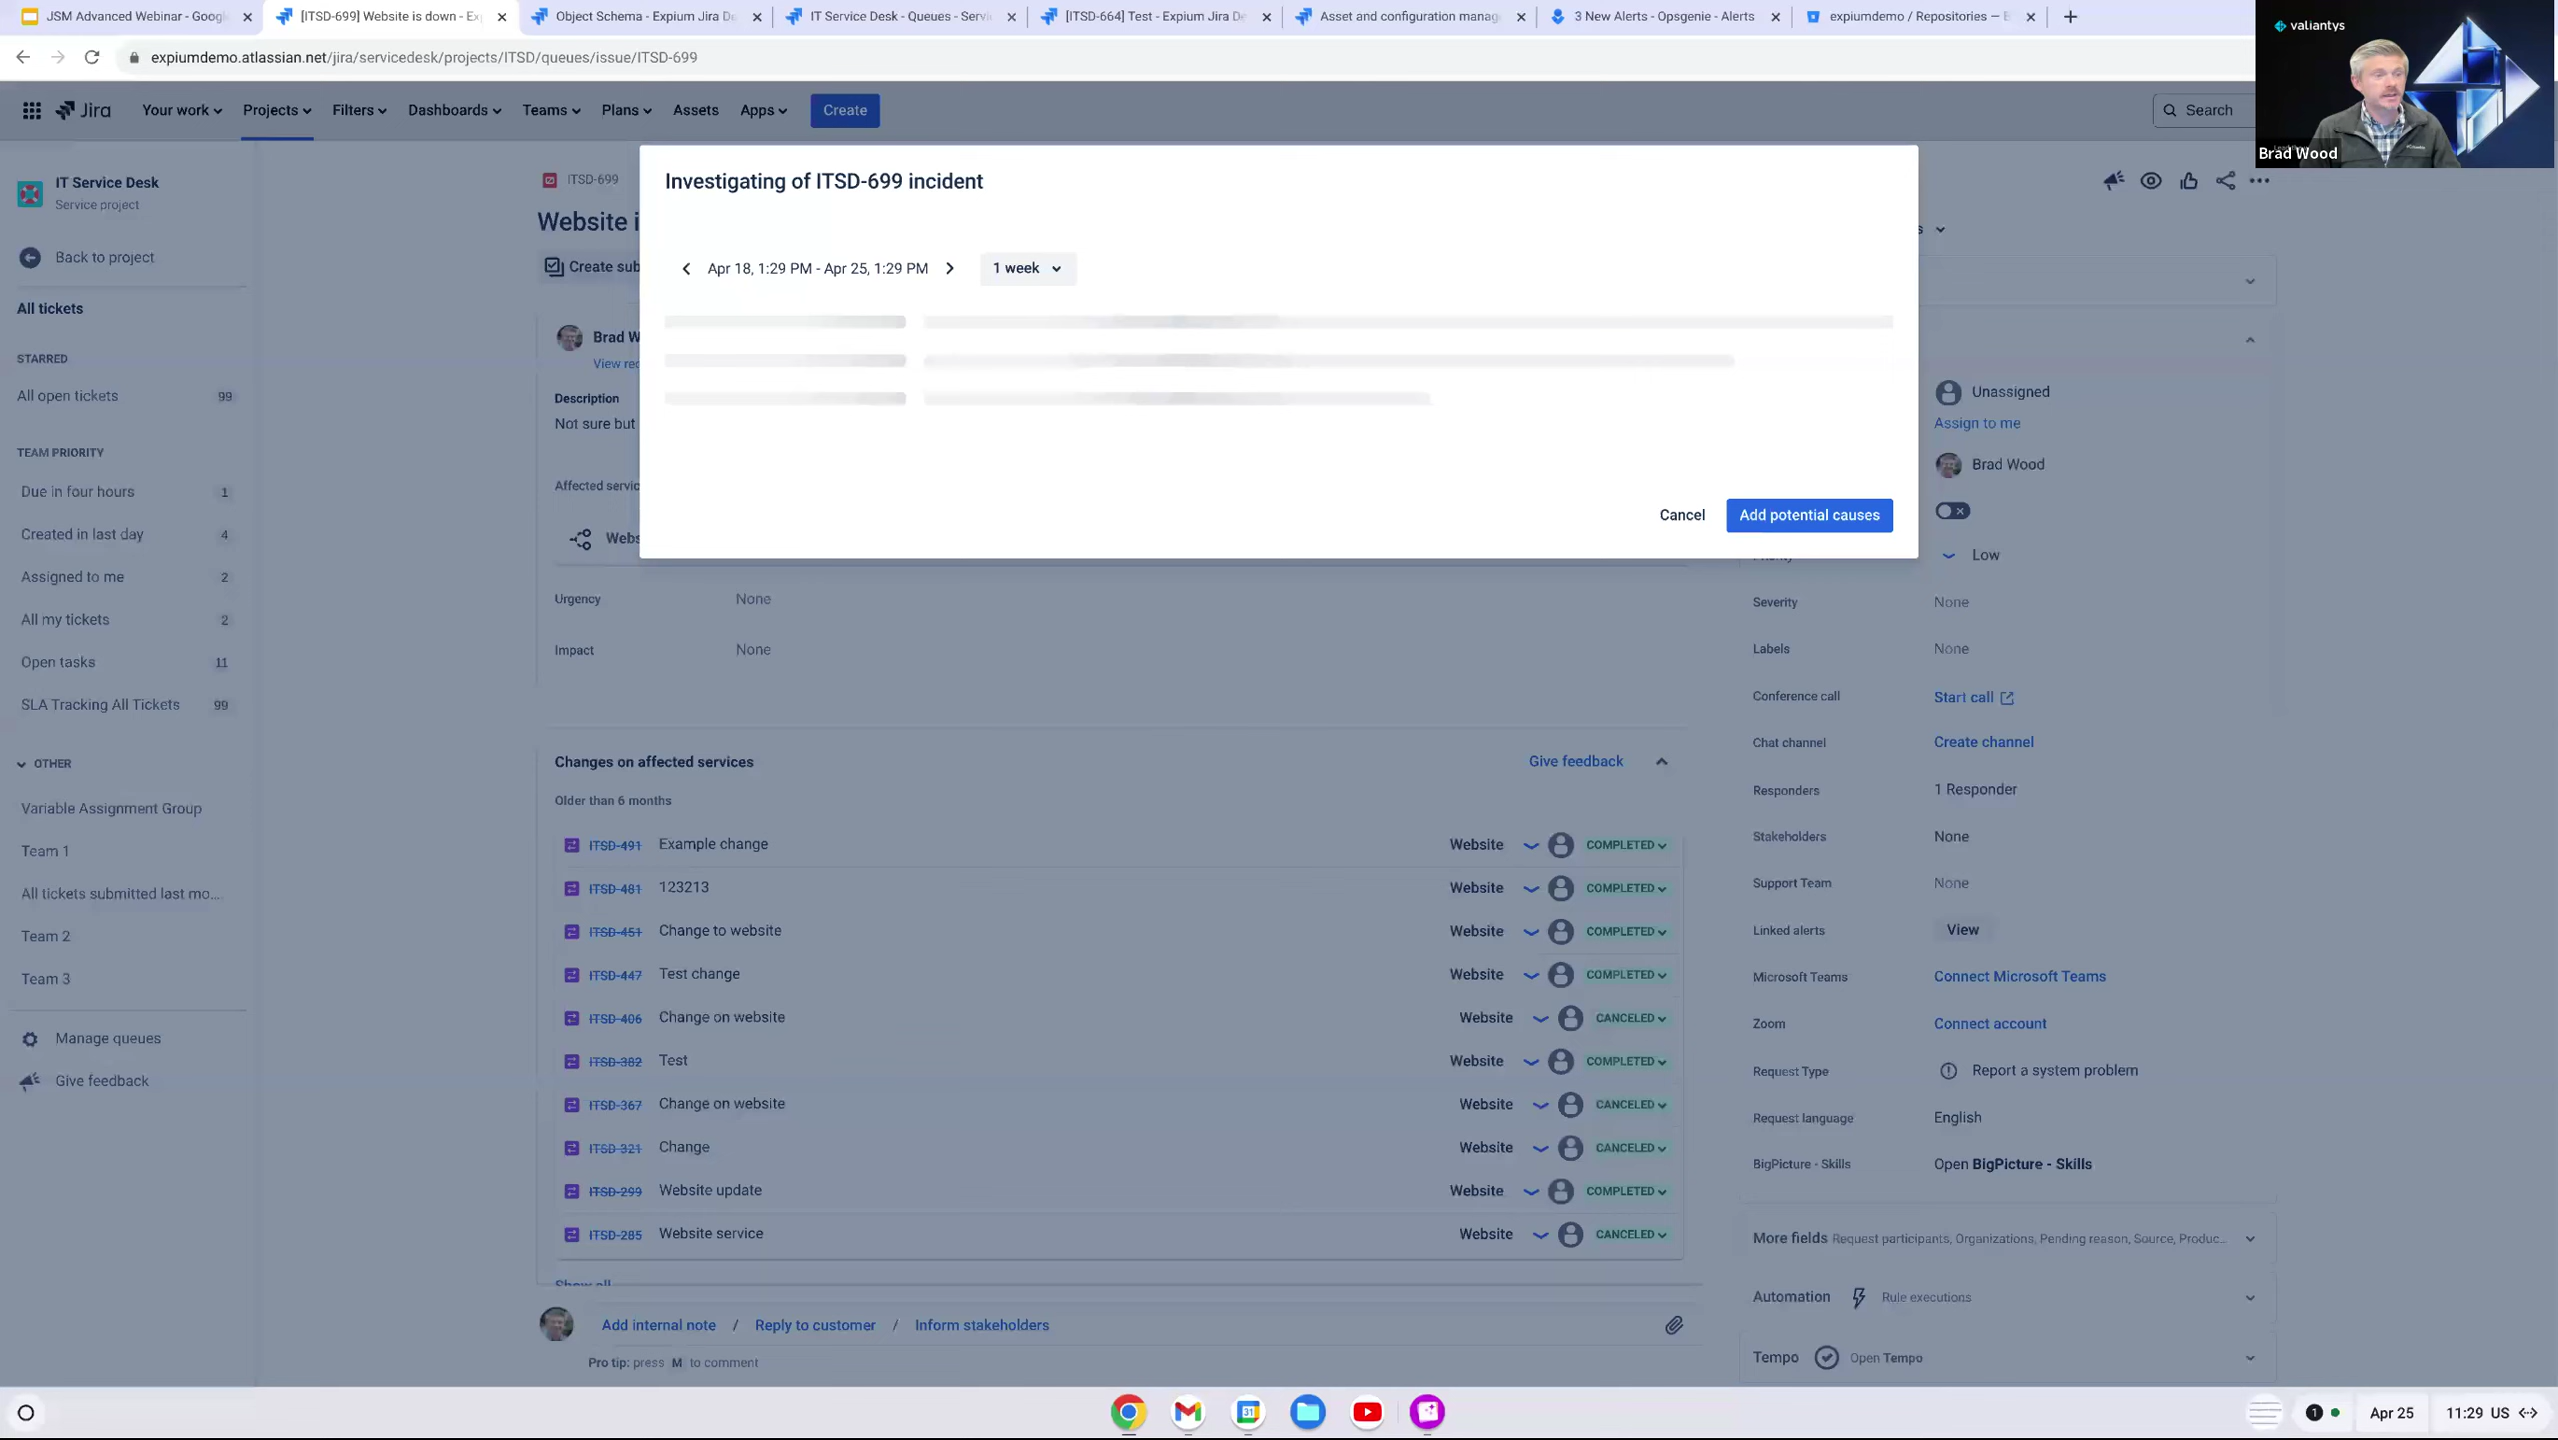 JSM Advanced Webinar - Google
[ITSD-699] Website is down - Ex
Object Schema - Expium Jira De
IT Service Desk - Queues - Servi
[ITSD-664] Test - Expium Jira De
Asset and configuration manag
3 New Alerts - Opsgenie - Alerts
expiumdemo / Repositories — B
expiumdemo.atlassian.net/jira/servicedesk/projects/ITSD/queues/issue/ITSD-699
valiantys
Brad Wood
Jira
Your work
Projects
Filters
Dashboards
Teams
Plans
Assets
Apps
Create
Search
IT Service Desk
Service project
Back to project
All tickets
STARRED
All open tickets 99
TEAM PRIORITY
Due in four hours 1
Created in last day 4
Assigned to me 2
All my tickets 2
Open tasks 11
SLA Tracking All Tickets 99
OTHER
Variable Assignment Group
Team 1
All tickets submitted last mo...
Team 2
Team 3
Manage queues
Give feedback
ITSD-699
Website i
Create sub
Brad W
View rec
Description
Not sure but
Affected servic
Webs
Investigating of ITSD-699 incident
Apr 18, 1:29 PM - Apr 25, 1:29 PM
1 week
Cancel
Add potential causes
Urgency None
Impact None
Changes on affected services
Give feedback
Older than 6 months
ITSD-491 Example change Website COMPLETED
ITSD-481 123213 Website COMPLETED
ITSD-451 Change to website Website COMPLETED
ITSD-447 Test change Website COMPLETED
ITSD-406 Change on website Website CANCELED
ITSD-382 Test Website COMPLETED
ITSD-367 Change on website Website CANCELED
ITSD-321 Change Website CANCELED
ITSD-299 Website update Website COMPLETED
ITSD-285 Website service Website CANCELED
Show all
Add internal note / Reply to customer / Inform stakeholders
Pro tip: press M to comment
s
Unassigned
Assign to me
Brad Wood
Priority Low
Severity None
Labels None
Conference call Start call
Chat channel Create channel
Responders 1 Responder
Stakeholders None
Support Team None
Linked alerts View
Microsoft Teams Connect Microsoft Teams
Zoom Connect account
Request Type Report a system problem
Request language English
BigPicture - Skills Open BigPicture - Skills
More fields Request participants, Organizations, Pending reason, Source, Produc...
Automation Rule executions
Tempo Open Tempo
31
1
Apr 25
11:29 US